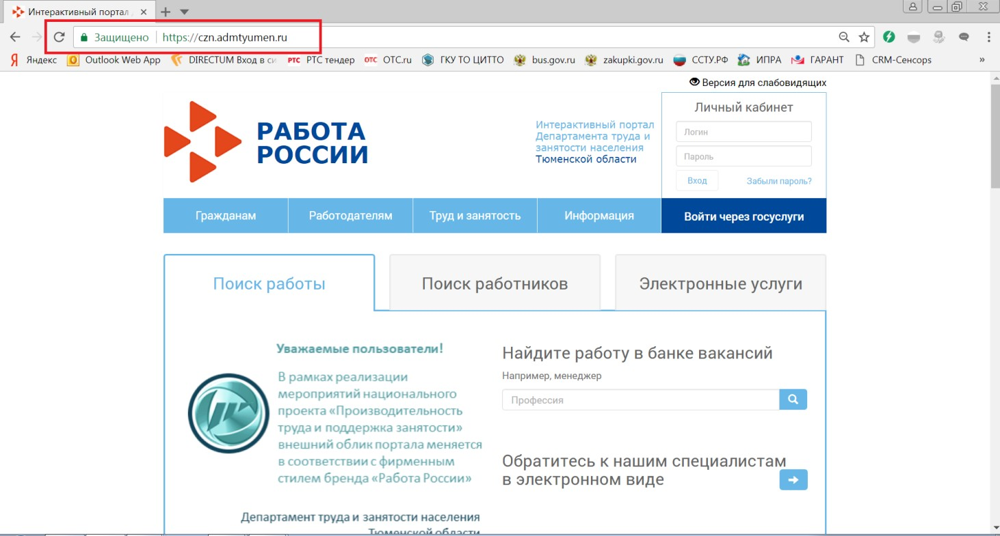 Интерактивный портал
Защищено https://czn.admtyumen.ru
Яндекс Outlook Web App DIRECTUM Вход в си РТС РТС тендер ОТС ОТС.ru ГКУ ТО ЦИТТО bus.gov.ru zakupki.gov.ru ССТУ.РФ ИПРА ГАРАНТ CRM-Сенсорs »
Версия для слабовидящих
РАБОТА
РОССИИ
Интерактивный портал
Департамента труда и
занятости населения
Тюменской области
Личный кабинет
Логин
Пароль
Вход Забыли пароль?
Гражданам Работодателям Труд и занятость Информация Войти через госуслуги
Поиск работы Поиск работников Электронные услуги
Уважаемые пользователи!
В рамках реализации
мероприятий национального
проекта «Производительность
труда и поддержка занятости»
внешний облик портала меняется
в соответствии с фирменным
стилем бренда «Работа России»
Департамент труда и занятости населения
Тюменской области
Найдите работу в банке вакансий
Например, менеджер
Профессия
Обратитесь к нашим специалистам
в электронном виде